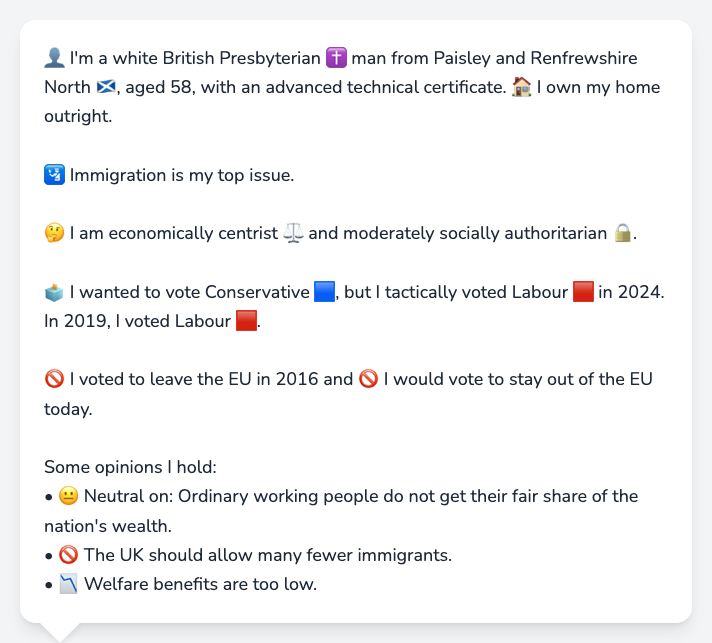 👤 I'm a white British Presbyterian ✝️ man from Paisley and Renfrewshire
North 🏴󠁧󠁢󠁳󠁣󠁴󠁿, aged 58, with an advanced technical certificate. 🏠 I own my home
outright.
🛂 Immigration is my top issue.
🤔 I am economically centrist ⚖️ and moderately socially authoritarian 🔒.
🗳️ I wanted to vote Conservative 🟦, but I tactically voted Labour 🟥 in 2024.
In 2019, I voted Labour 🟥.
🚫 I voted to leave the EU in 2016 and 🚫 I would vote to stay out of the EU
today.
Some opinions I hold:
• 😐 Neutral on: Ordinary working people do not get their fair share of the
nation's wealth.
• 🚫 The UK should allow many fewer immigrants.
• 📉 Welfare benefits are too low.